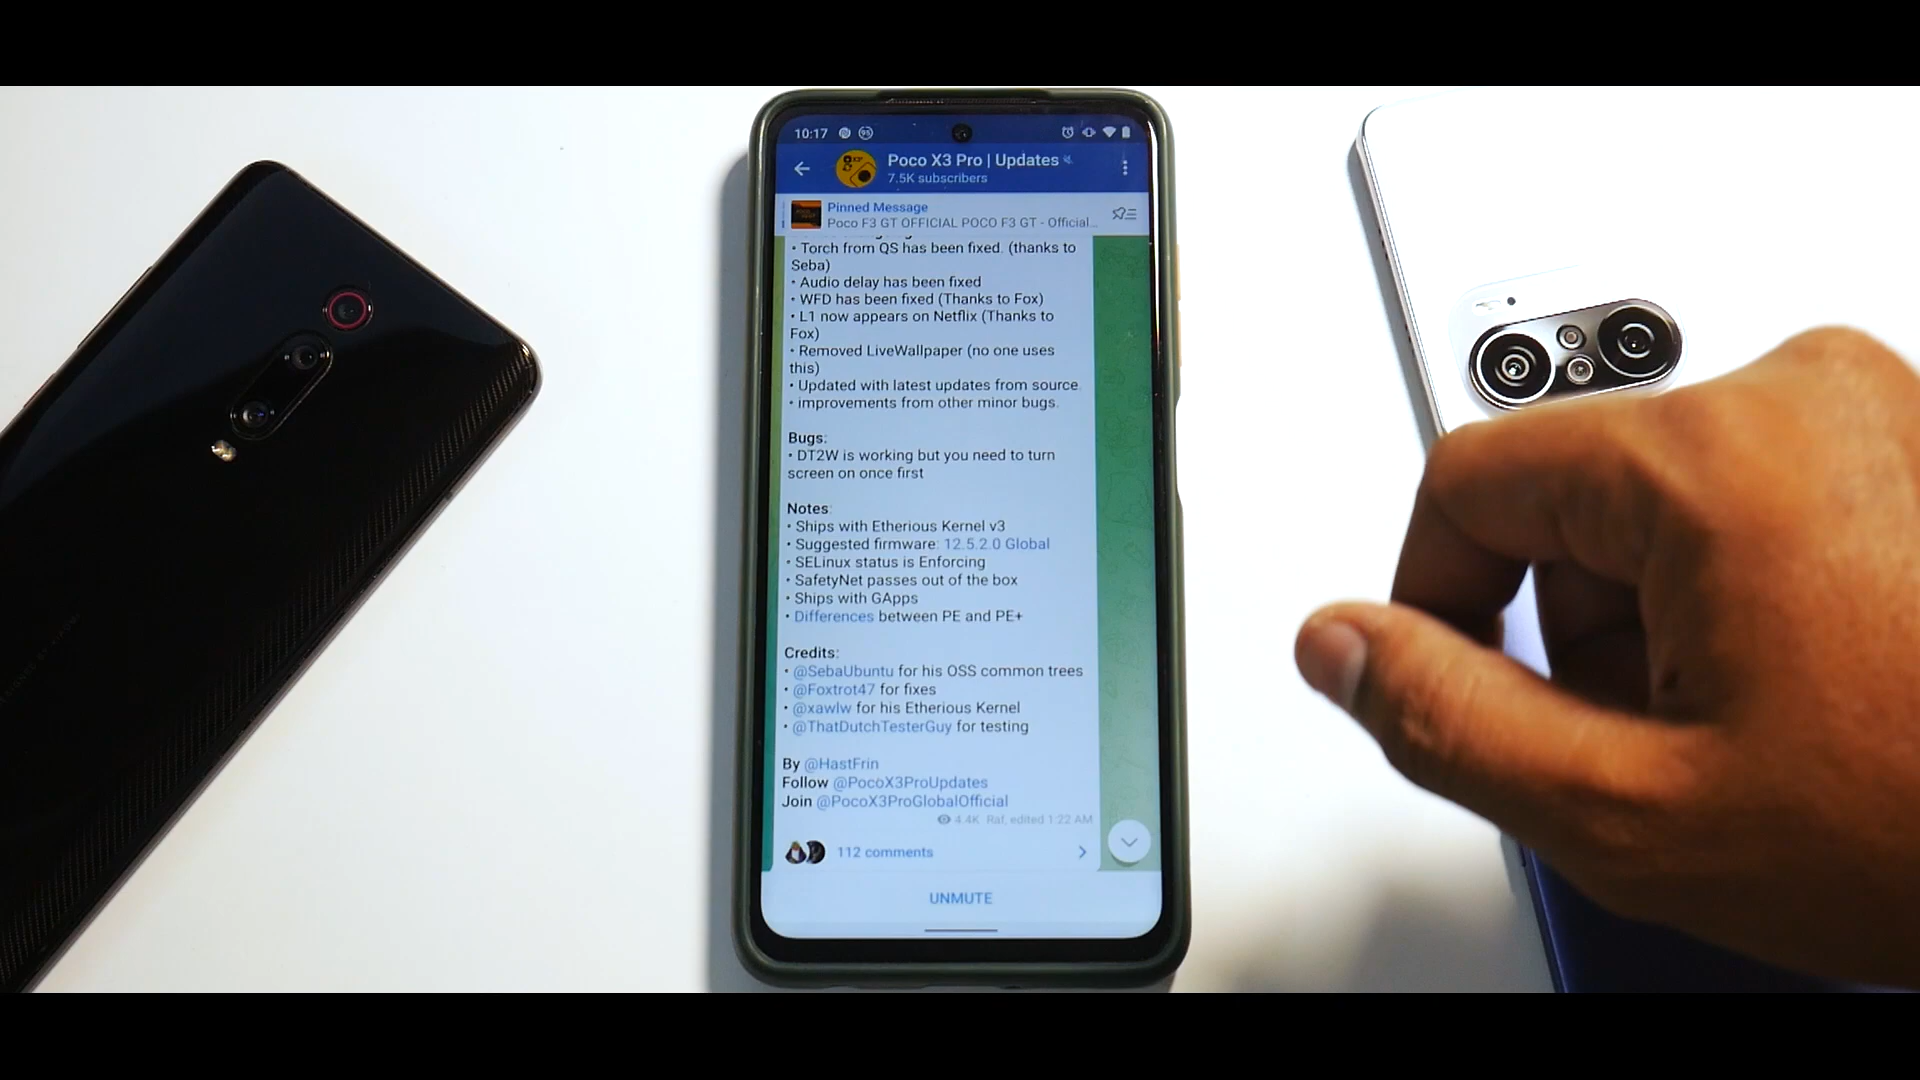 10:17
95
Poco X3 Pro | Updates
7.5K subscribers
Pinned Message
Poco F3 GT OFFICIAL POCO F3 GT - Official...
• Torch from QS has been fixed. (thanks to
Seba)
• Audio delay has been fixed
• WFD has been fixed (Thanks to Fox)
• L1 now appears on Netflix (Thanks to
Fox)
• Removed LiveWallpaper (no one uses
this)
• Updated with latest updates from source
• improvements from other minor bugs.
Bugs:
• DT2W is working but you need to turn
screen on once first
Notes:
• Ships with Etherious Kernel v3
• Suggested firmware: 12.5.2.0 Global
• SELinux status is Enforcing
• SafetyNet passes out of the box
• Ships with GApps
• Differences between PE and PE+
Credits:
• @SebaUbuntu for his OSS common trees
• @Foxtrot47 for fixes
• @xawlw for his Etherious Kernel
• @ThatDutchTesterGuy for testing
By @HastFrin
Follow @PocoX3ProUpdates
Join @PocoX3ProGlobalOfficial
4.4K Raf, edited 1:22 AM
112 comments
UNMUTE